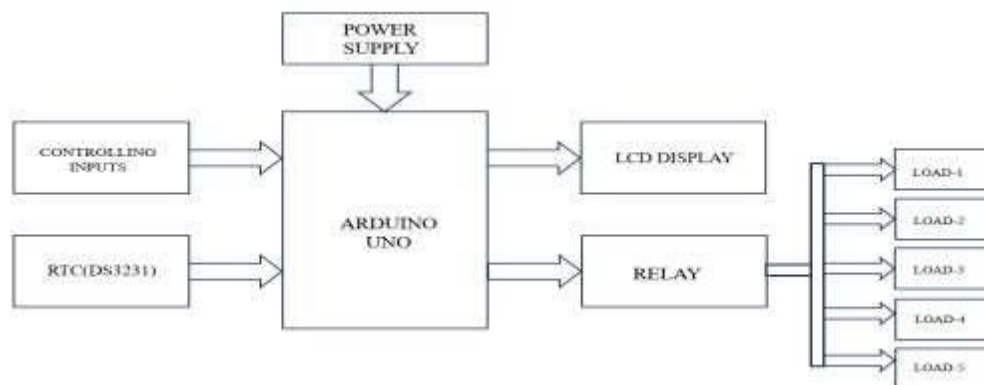 POWER
SUPPLY
CONTROLLING
INPUTS
ARDUINO
UNO
LCD DISPLAY
RTC(DS3231)
RELAY
LOAD-1
LOAD-2
LOAD-3
LOAD-4
LOAD-5